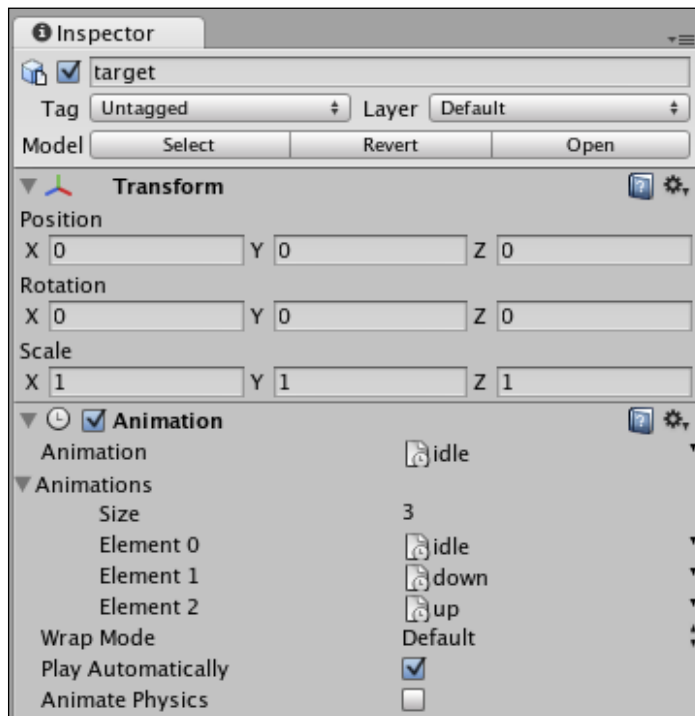 Inspector
target
Tag Untagged Layer Default
Model Select Revert Open
Transform
Position
X 0 Y 0 Z 0
Rotation
X 0 Y 0 Z 0
Scale
X 1 Y 1 Z 1
Animation
Animation idle
Animations
Size 3
Element 0 idle
Element 1 down
Element 2 up
Wrap Mode Default
Play Automatically
Animate Physics